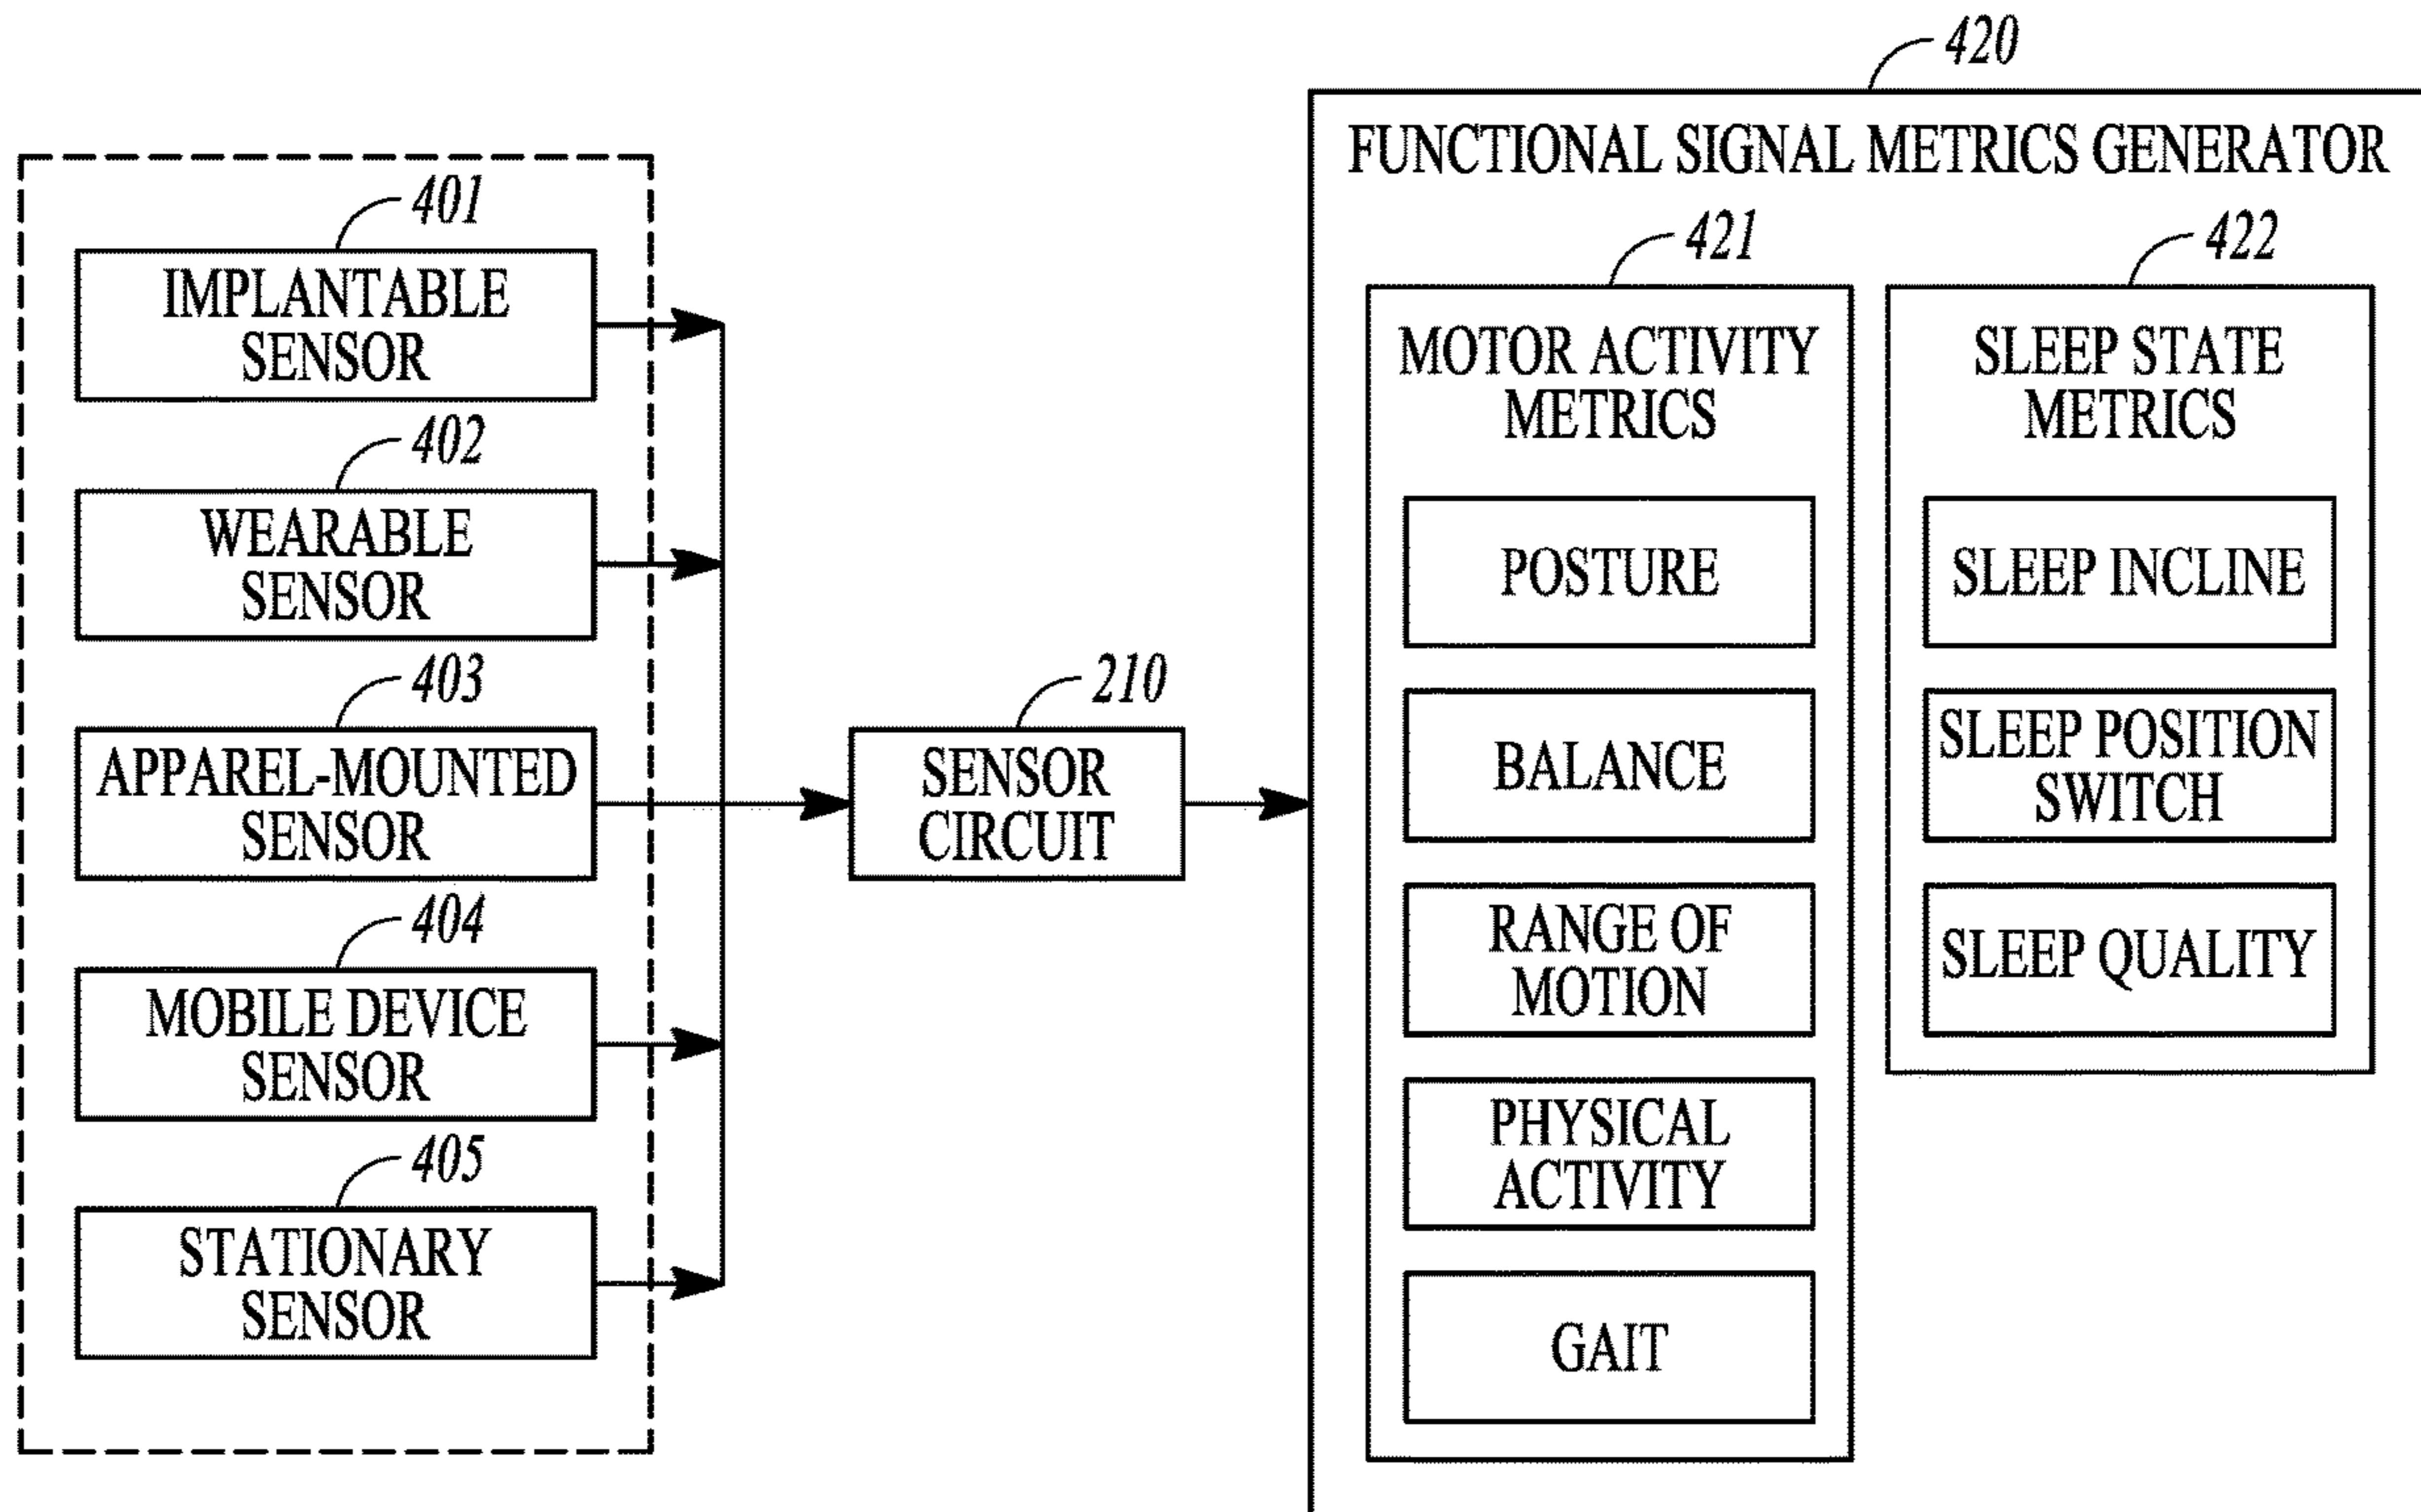 401
IMPLANTABLE
SENSOR
402
WEARABLE
SENSOR
403
APPAREL-MOUNTED
SENSOR
404
MOBILE DEVICE
SENSOR
405
STATIONARY
SENSOR
210
SENSOR
CIRCUIT
420
FUNCTIONAL SIGNAL METRICS GENERATOR
421
MOTOR ACTIVITY
METRICS
POSTURE
BALANCE
RANGE OF
MOTION
PHYSICAL
ACTIVITY
GAIT
422
SLEEP STATE
METRICS
SLEEP INCLINE
SLEEP POSITION
SWITCH
SLEEP QUALITY